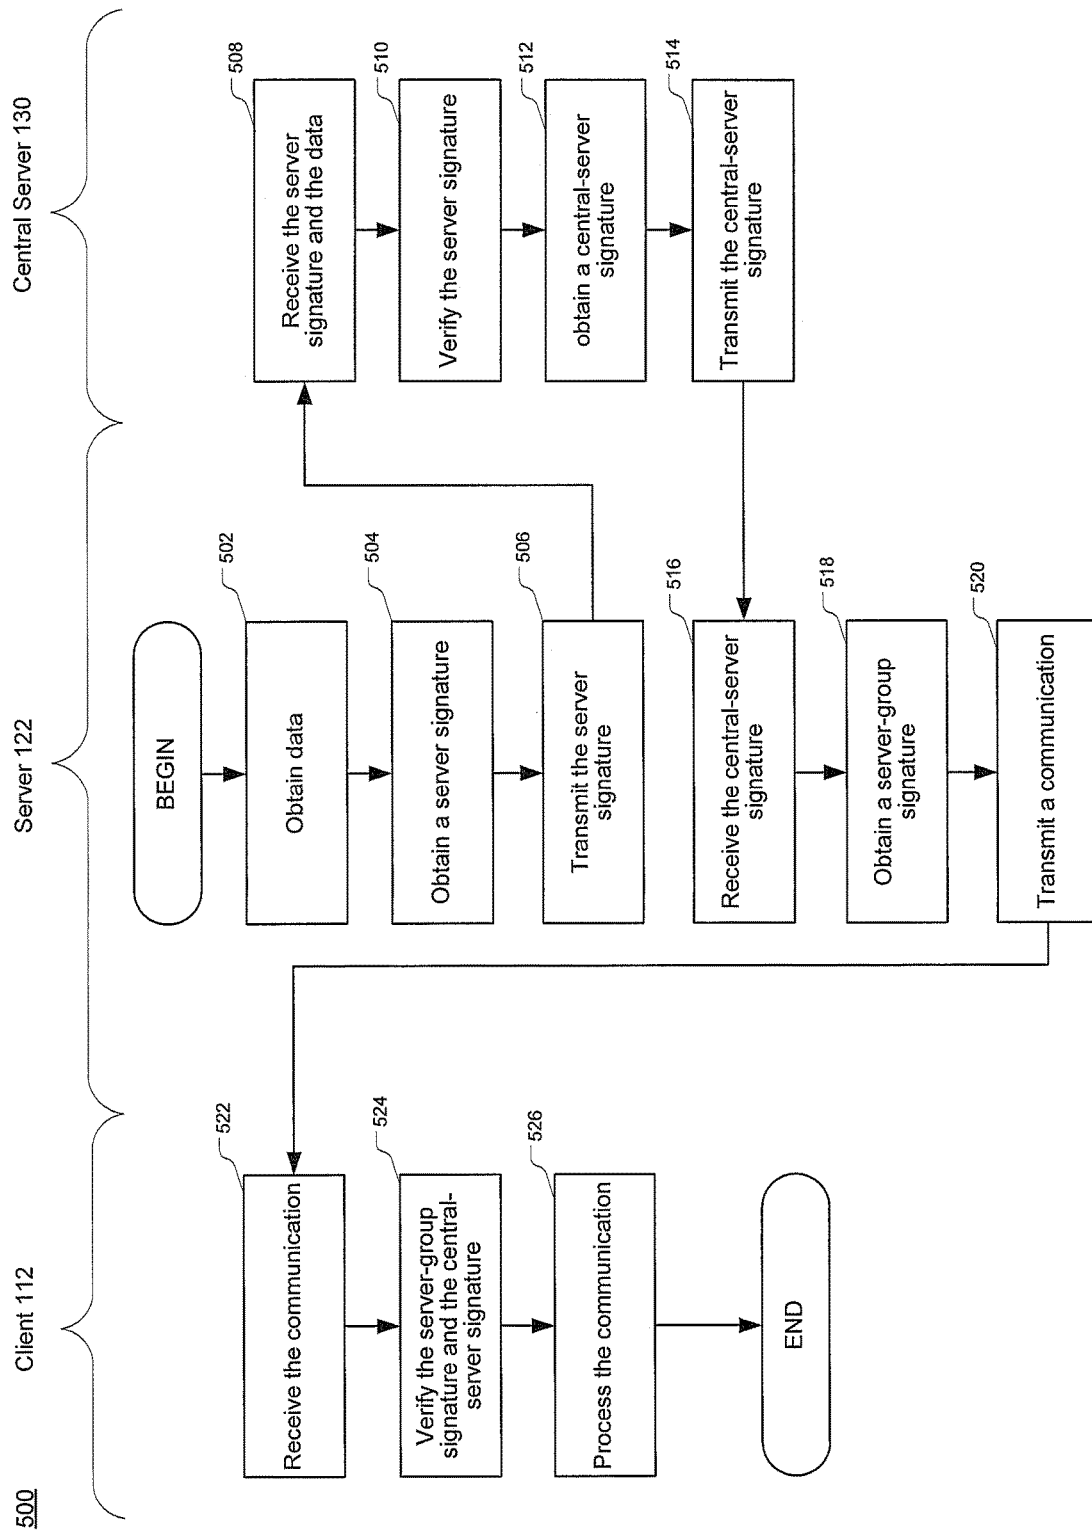 500
Client 112
Server 122
Central Server 130
BEGIN
502
Obtain data
504
Obtain a server signature
506
Transmit the server
signature
508
Receive the server
signature and the data
510
Verify the server signature
512
obtain a central-server
signature
514
Transmit the central-server
signature
516
Receive the central-server
signature
518
Obtain a server-group
signature
520
Transmit a communication
522
Receive the communication
524
Verify the server-group
signature and the central-
server signature
526
Process the communication
END